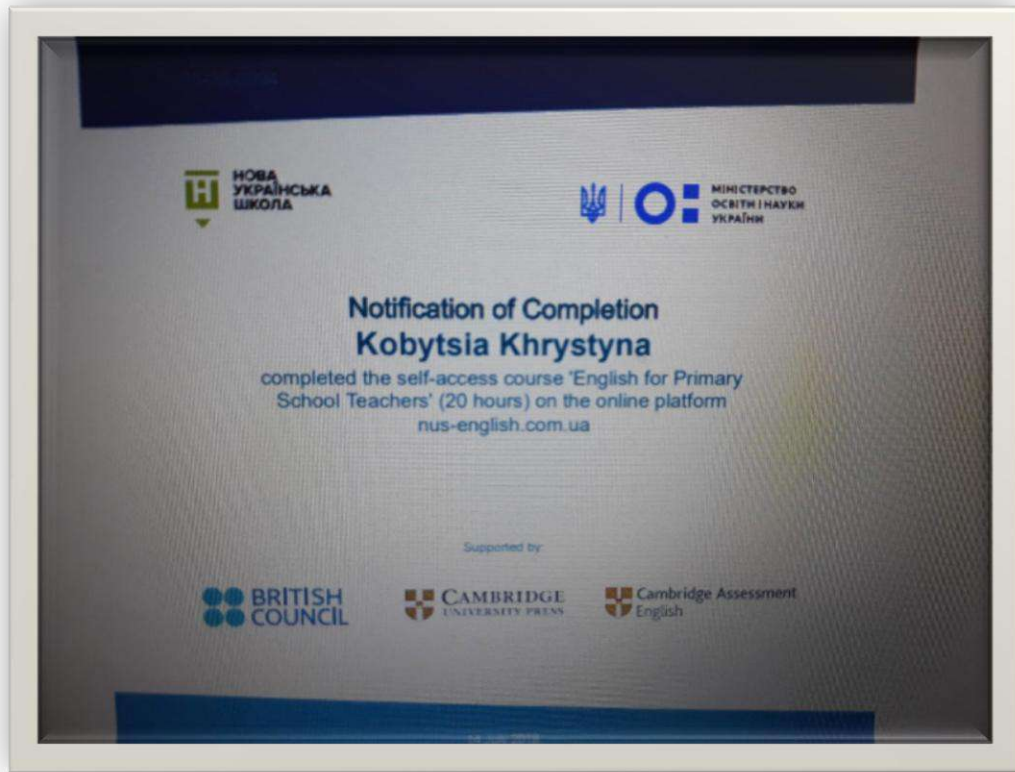 НОВА
УКРАЇНСЬКА
ШКОЛА
МІНІСТЕРСТВО
ОСВІТИ І НАУКИ
УКРАЇНИ
Notification of Completion
Kobytsia Khrystyna
completed the self-access course 'English for Primary
School Teachers' (20 hours) on the online platform
nus-english.com.ua
Supported by:
BRITISH
COUNCIL
CAMBRIDGE
UNIVERSITY PRESS
Cambridge Assessment
English
July